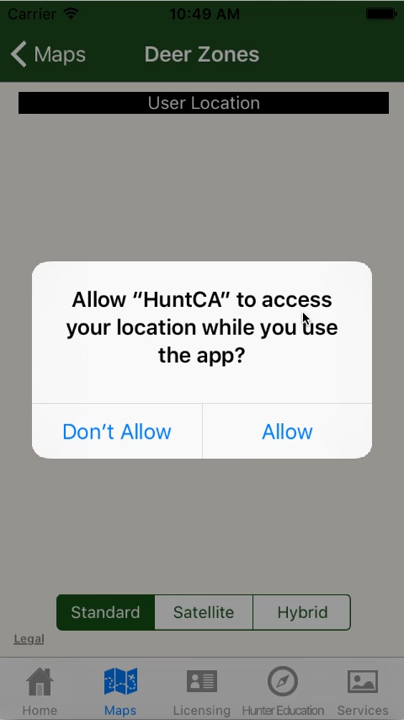 Carrier 10:49 AM
Maps Deer Zones
User Location
Allow “HuntCA” to access
your location while you use
the app?
Don’t Allow Allow
Standard Satellite Hybrid
Legal
Home Maps Licensing Hunter Education Services